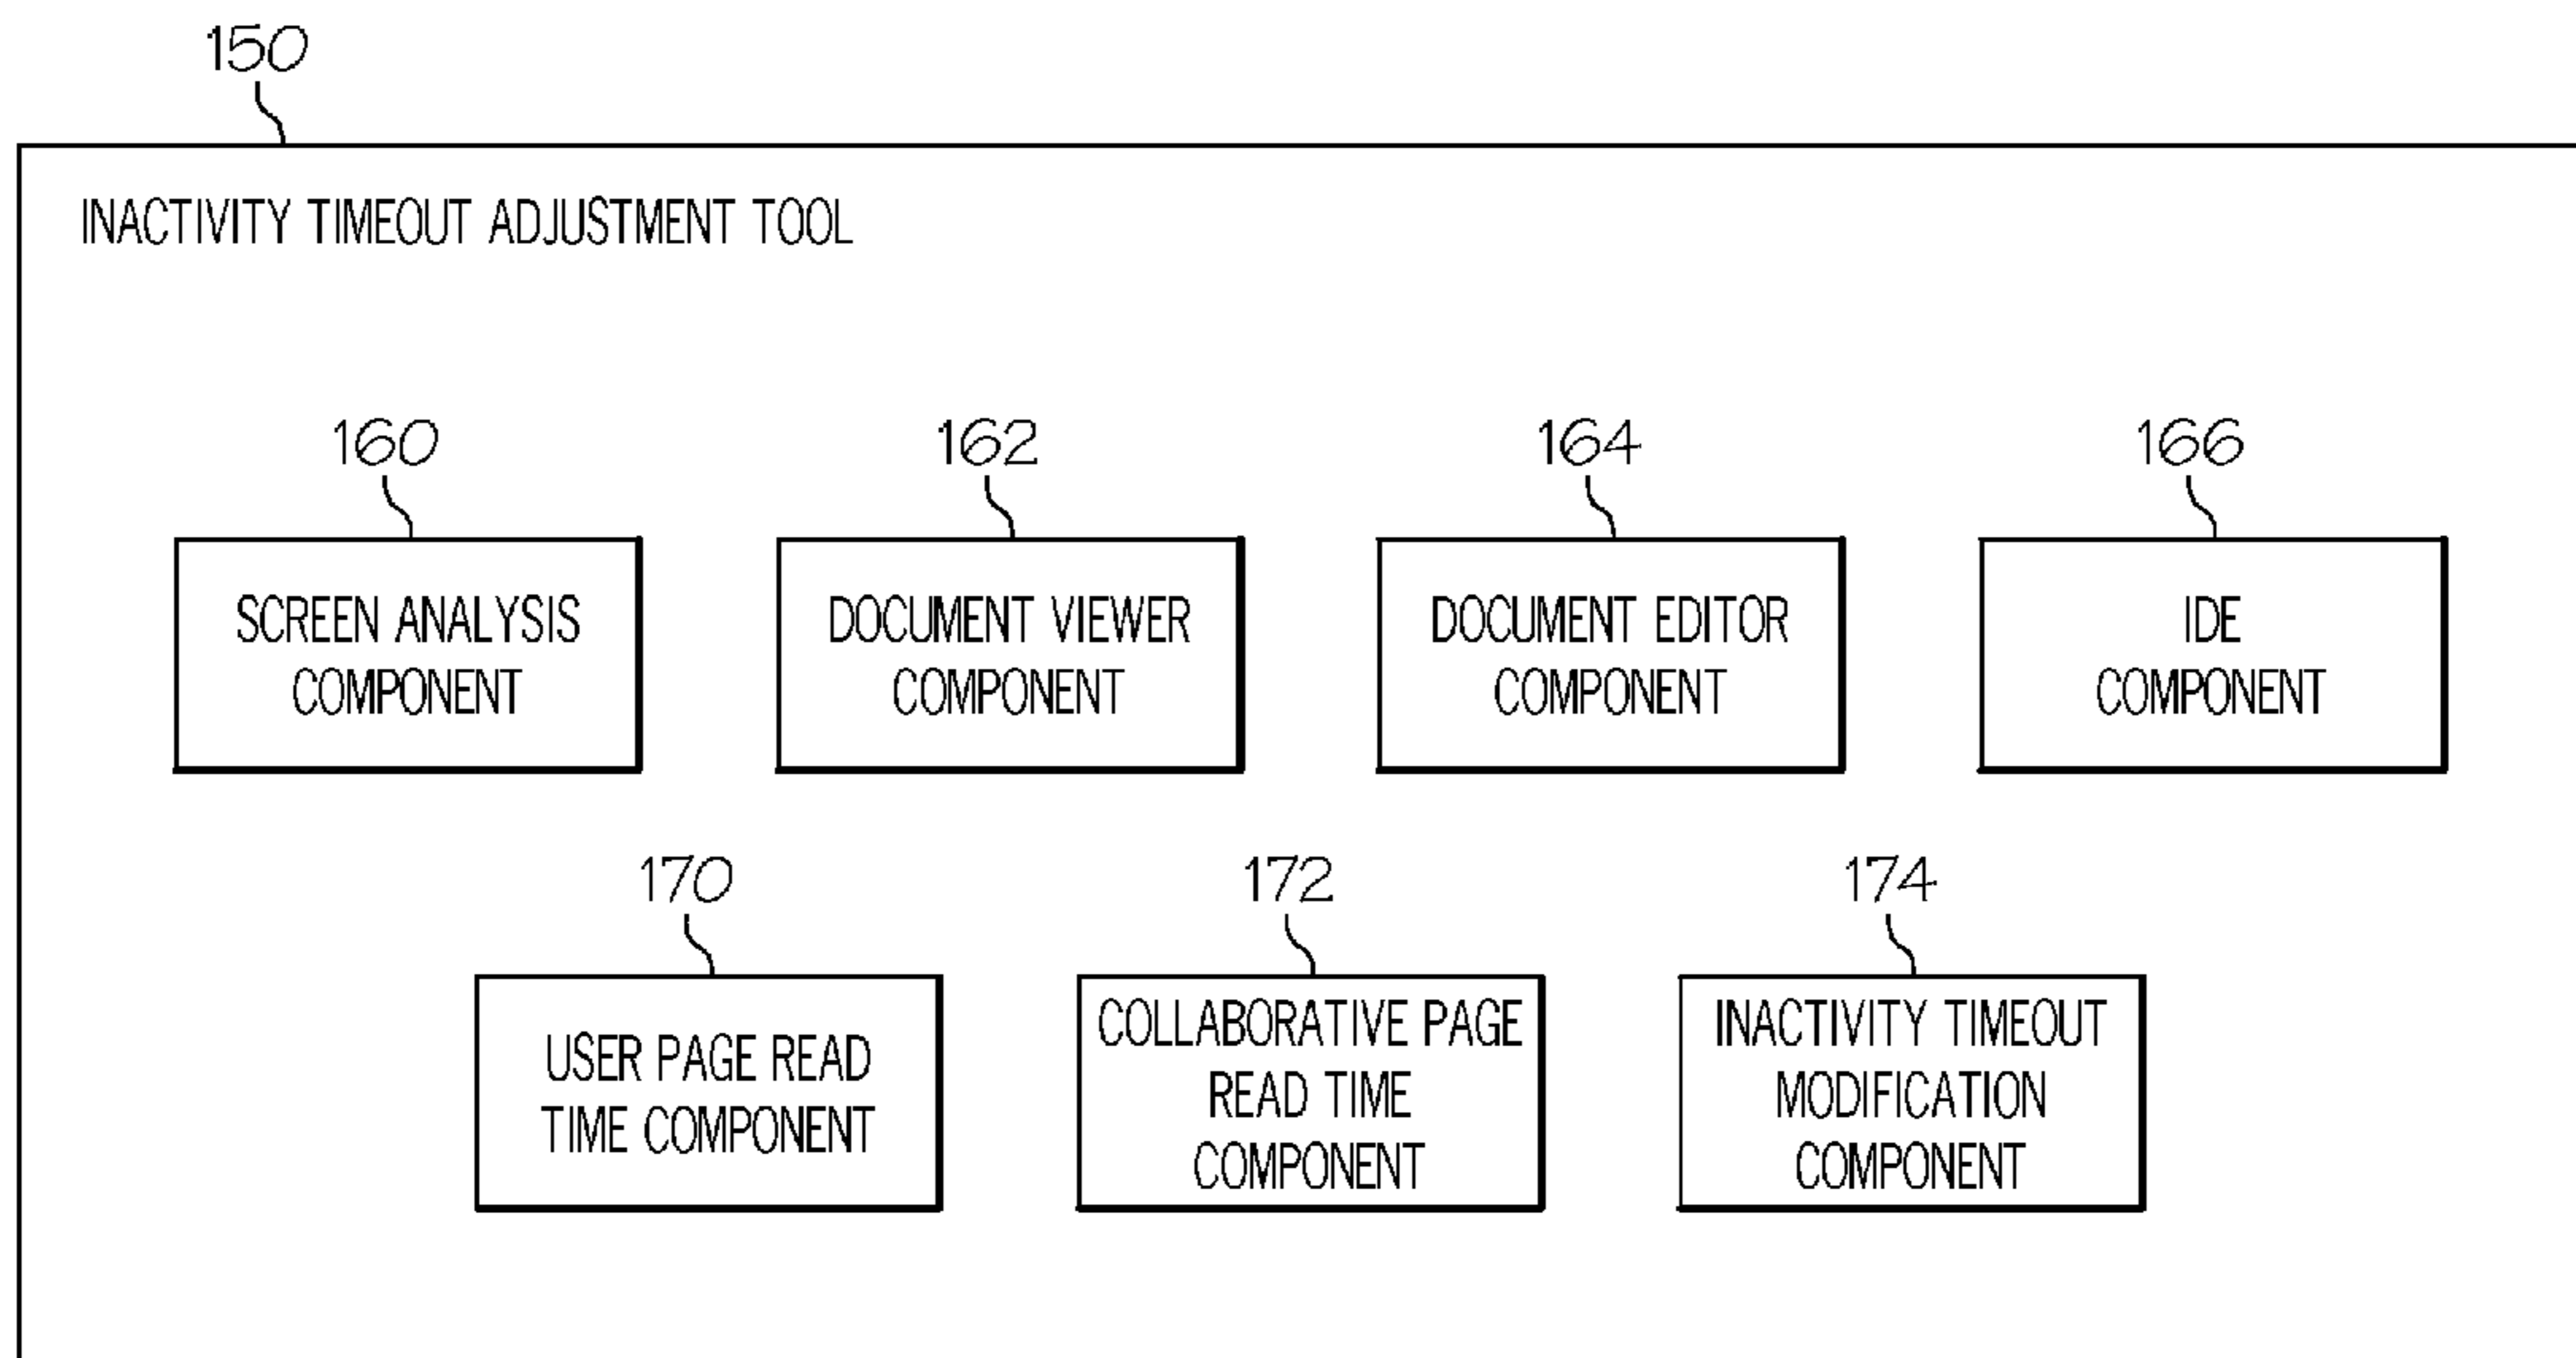 150
INACTIVITY TIMEOUT ADJUSTMENT TOOL
160
162
164
166
SCREEN ANALYSIS
COMPONENT
DOCUMENT VIEWER
COMPONENT
DOCUMENT EDITOR
COMPONENT
IDE
COMPONENT
170
172
174
USER PAGE READ
TIME COMPONENT
COLLABORATIVE PAGE
READ TIME
COMPONENT
INACTIVITY TIMEOUT
MODIFICATION
COMPONENT